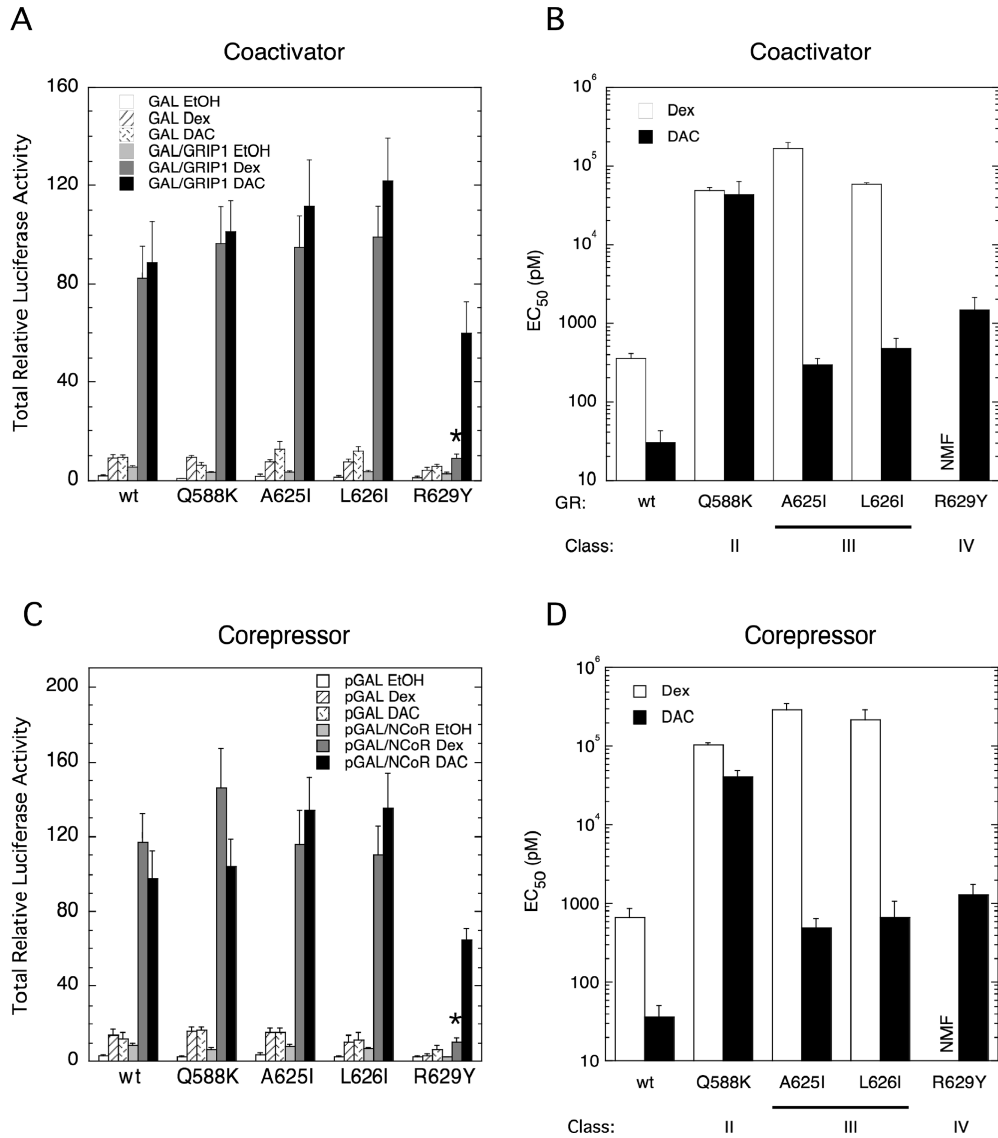 A
Coactivator
Total Relative Luciferase Activity
160
120
80
40
0
GAL EtOH
GAL Dex
GAL DAC
GAL/GRIP1 EtOH
GAL/GRIP1 Dex
GAL/GRIP1 DAC
*
wt Q588K A625I L626I R629Y
B
Coactivator
EC50 (pM)
10^6
10^5
10^4
1000
100
10
Dex
DAC
NMF
GR: wt Q588K A625I L626I R629Y
Class: II III IV
C
Corepressor
Total Relative Luciferase Activity
200
160
120
80
40
0
pGAL EtOH
pGAL Dex
pGAL DAC
pGAL/NCoR EtOH
pGAL/NCoR Dex
pGAL/NCoR DAC
*
wt Q588K A625I L626I R629Y
D
Corepressor
EC50 (pM)
10^6
10^5
10^4
1000
100
10
Dex
DAC
NMF
wt Q588K A625I L626I R629Y
Class: II III IV